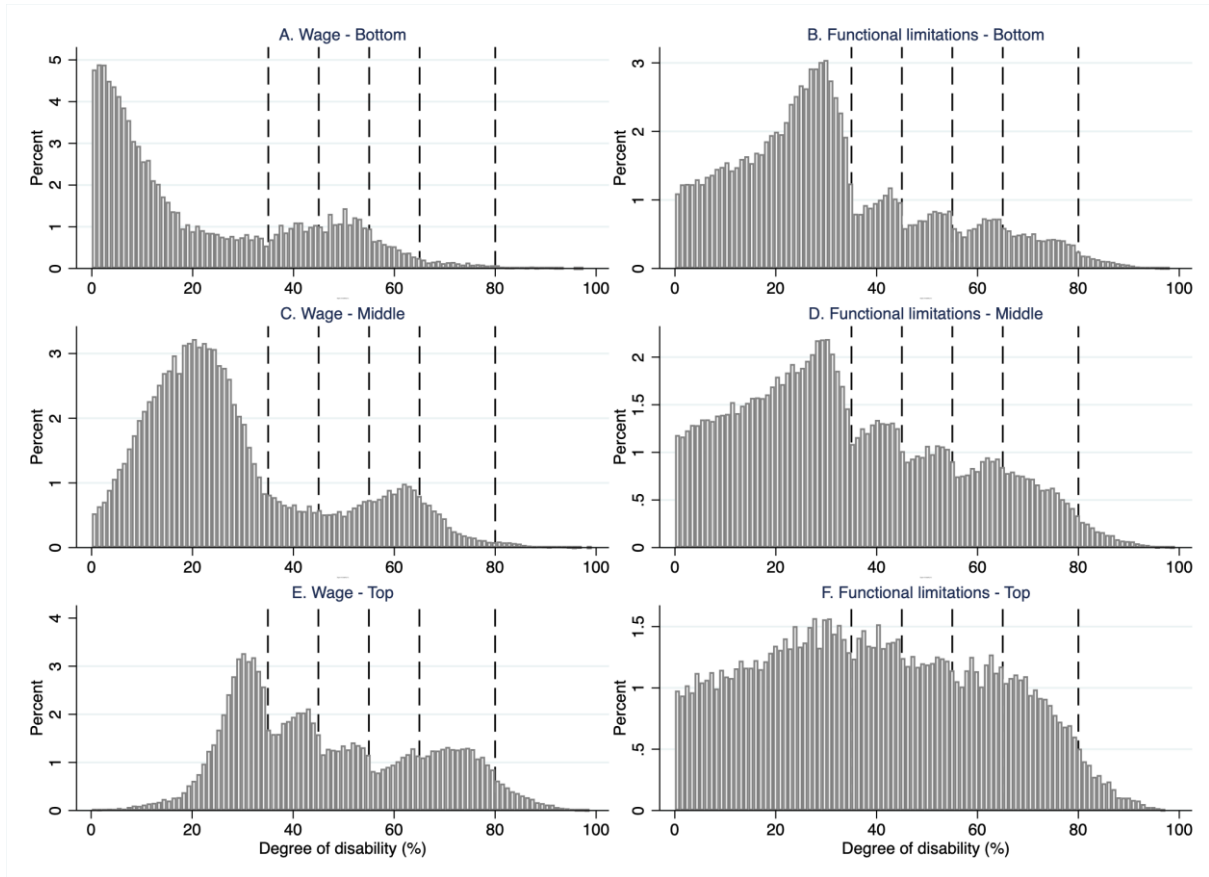 A. Wage - Bottom
Percent
5
4
3
2
1
0
0 20 40 60 80 100
B. Functional limitations - Bottom
Percent
3
2
1
0
0 20 40 60 80 100
C. Wage - Middle
Percent
3
2
1
0
0 20 40 60 80 100
D. Functional limitations - Middle
Percent
2
1.5
1
.5
0
0 20 40 60 80 100
E. Wage - Top
Percent
4
3
2
1
0
0 20 40 60 80 100
Degree of disability (%)
F. Functional limitations - Top
Percent
1.5
1
.5
0
0 20 40 60 80 100
Degree of disability (%)